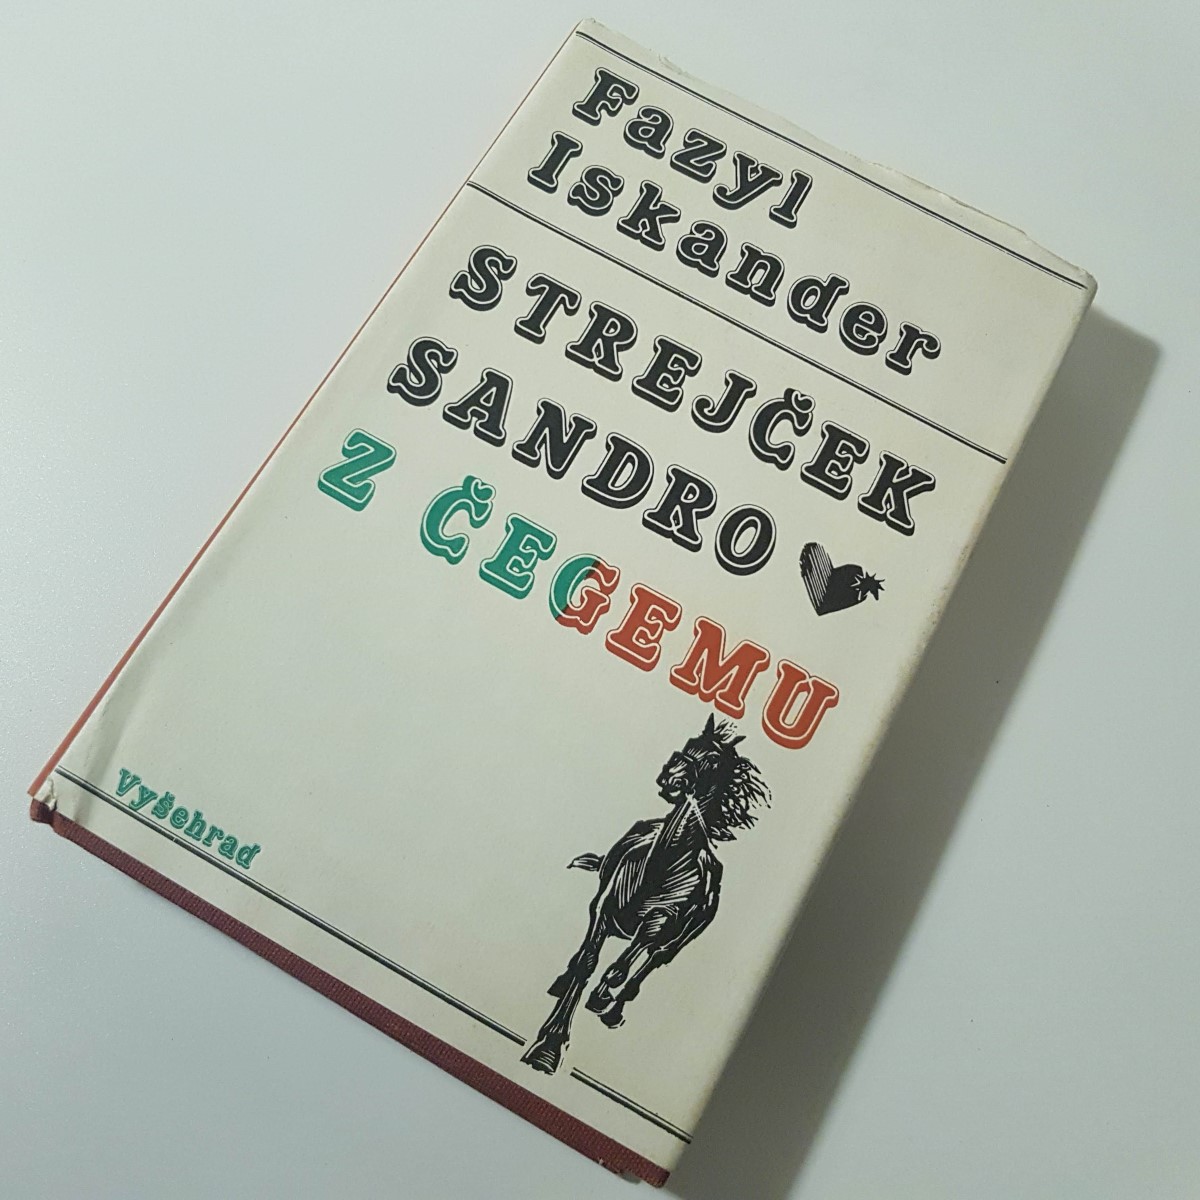 Fazyl
Iskander
STREJČEK
SANDRO
Z ČEGEMU
Vyšehrad